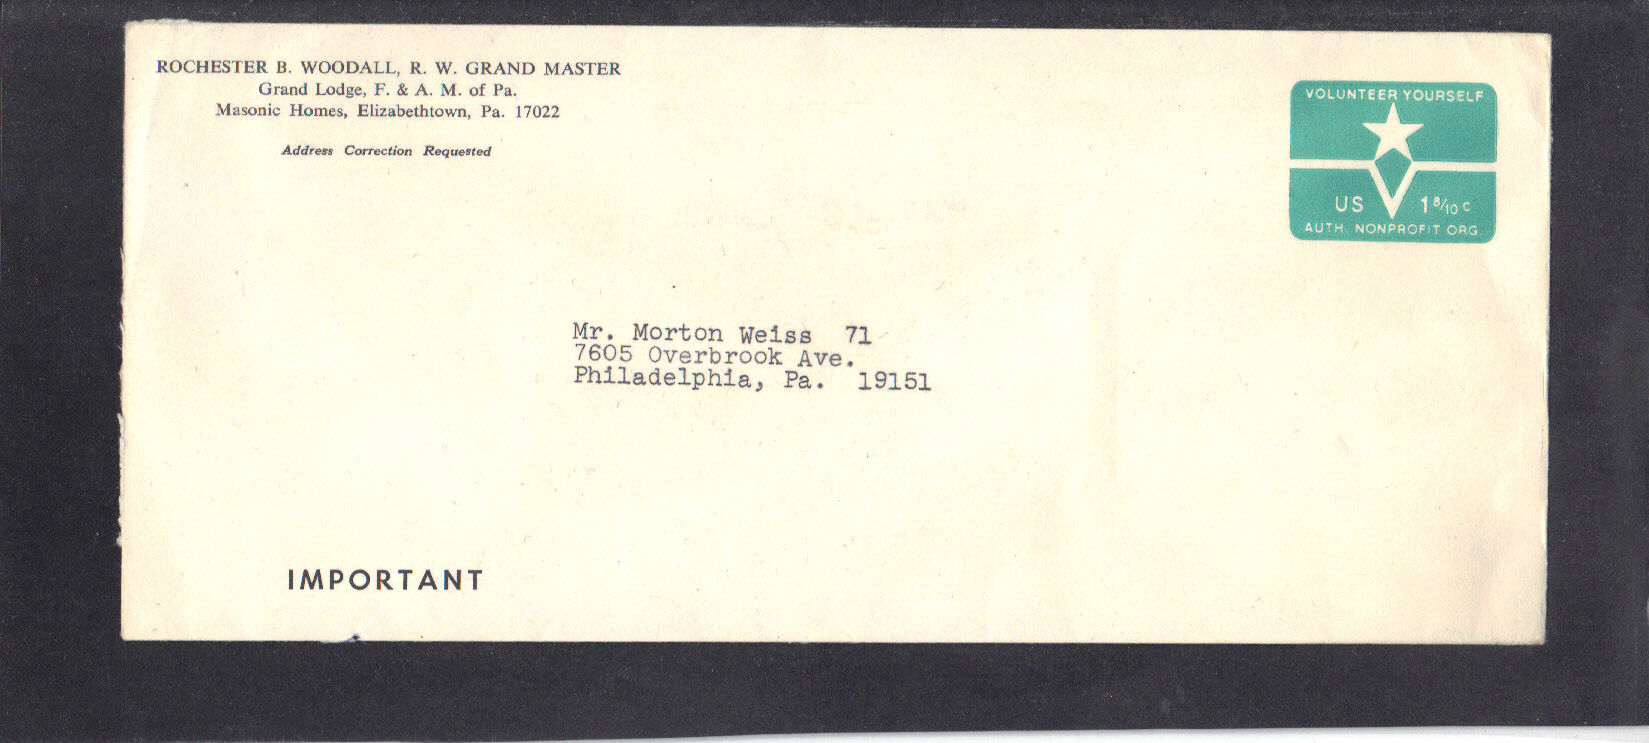 ROCHESTER B. WOODALL, R. W. GRAND MASTER
Grand Lodge, F. & A. M. of Pa.
Masonic Homes, Elizabethtown, Pa. 17022
Address Correction Requested
VOLUNTEER YOURSELF
US 1 8/10 c
AUTH. NONPROFIT ORG.
Mr. Morton Weiss 71
7605 Overbrook Ave.
Philadelphia, Pa. 19151
IMPORTANT